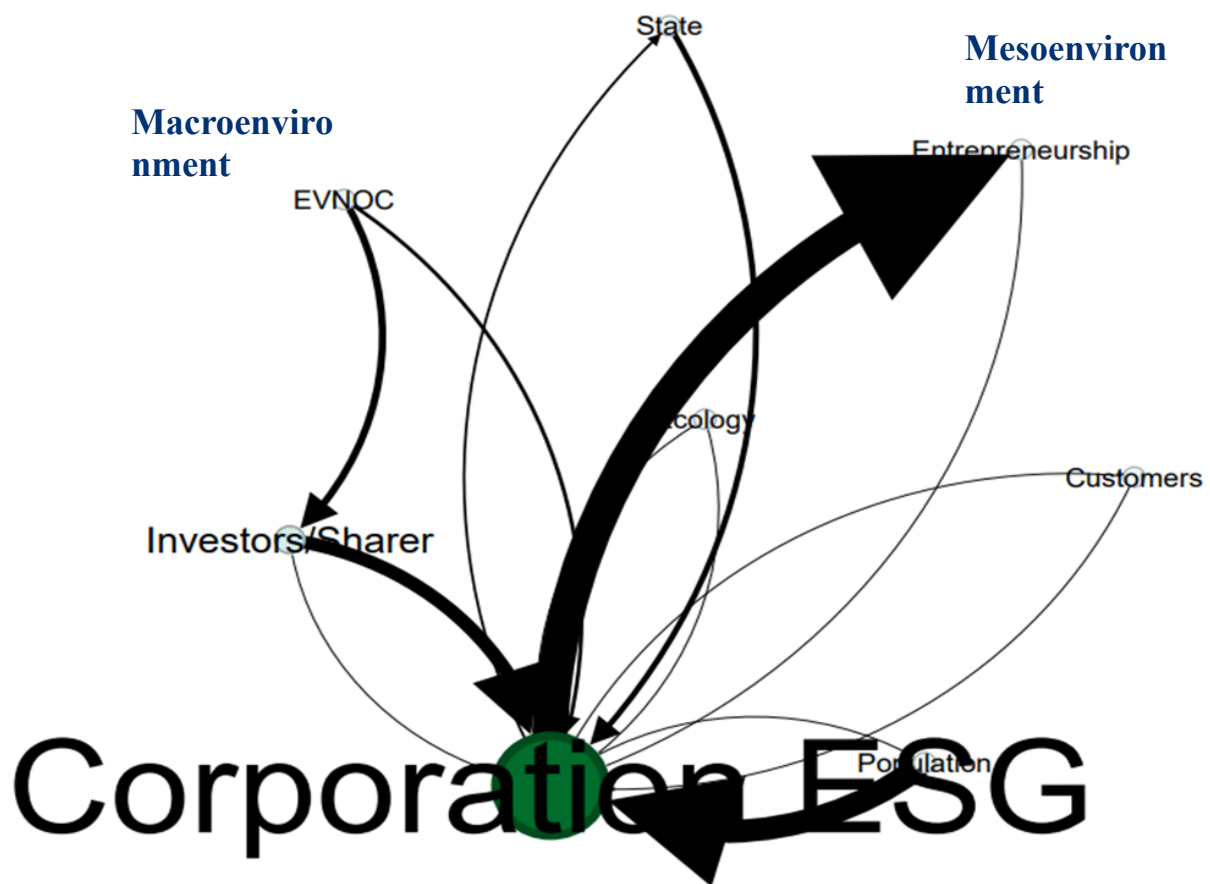 State
Mesoenviron
ment
Macroenviro
nment
Entrepreneurship
EVNOC
Ecology
Customers
Investors/Sharer
Population
Corporation ESG